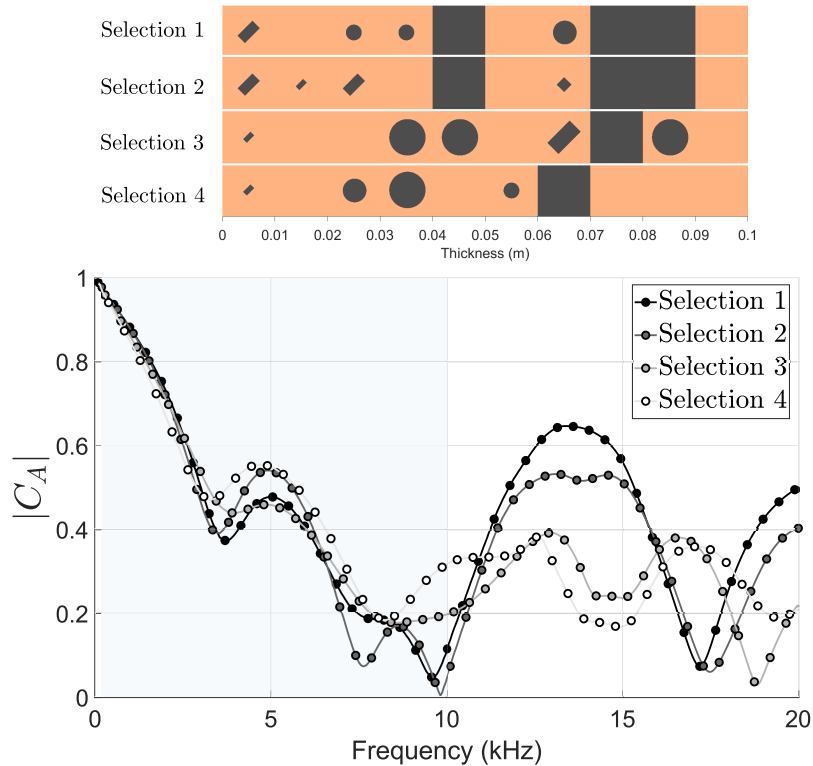 Selection 1
Selection 2
Selection 3
Selection 4
0 0.01 0.02 0.03 0.04 0.05 0.06 0.07 0.08 0.09 0.1
Thickness (m)
1
0.8
0.6
0.4
0.2
0
|C_A|
Selection 1
Selection 2
Selection 3
Selection 4
0 5 10 15 20
Frequency (kHz)